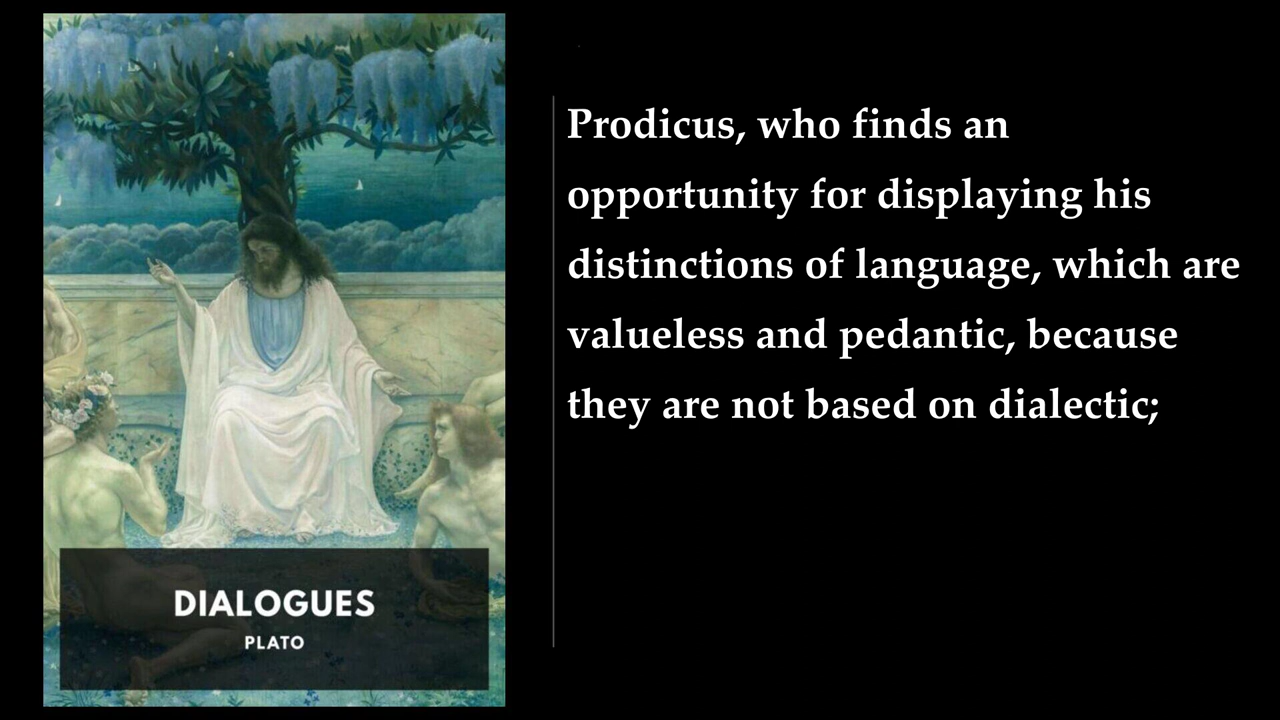 Prodicus, who finds an
opportunity for displaying his
distinctions of language, which are
valueless and pedantic, because
they are not based on dialectic;
DIALOGUES
PLATO